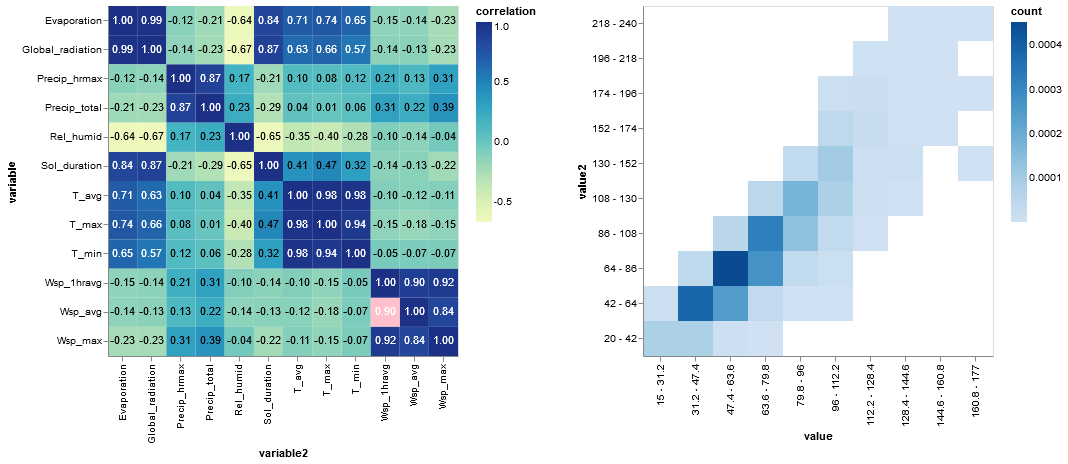 correlation
1.0
0.5
0.0
-0.5
variable
Evaporation 1.00 0.99 -0.12 -0.21 -0.64 0.84 0.71 0.74 0.65 -0.15 -0.14 -0.23
Global_radiation 0.99 1.00 -0.14 -0.23 -0.67 0.87 0.63 0.66 0.57 -0.14 -0.13 -0.23
Precip_hrmax -0.12 -0.14 1.00 0.87 0.17 -0.21 0.10 0.08 0.12 0.21 0.13 0.31
Precip_total -0.21 -0.23 0.87 1.00 0.23 -0.29 0.04 0.01 0.06 0.31 0.22 0.39
Rel_humid -0.64 -0.67 0.17 0.23 1.00 -0.65 -0.35 -0.40 -0.28 -0.10 -0.14 -0.04
Sol_duration 0.84 0.87 -0.21 -0.29 -0.65 1.00 0.41 0.47 0.32 -0.14 -0.13 -0.22
T_avg 0.71 0.63 0.10 0.04 -0.35 0.41 1.00 0.98 0.98 -0.10 -0.12 -0.11
T_max 0.74 0.66 0.08 0.01 -0.40 0.47 0.98 1.00 0.94 -0.15 -0.18 -0.15
T_min 0.65 0.57 0.12 0.06 -0.28 0.32 0.98 0.94 1.00 -0.05 -0.07 -0.07
Wsp_1hravg -0.15 -0.14 0.21 0.31 -0.10 -0.14 -0.10 -0.15 -0.05 1.00 0.90 0.92
Wsp_avg -0.14 -0.13 0.13 0.22 -0.14 -0.13 -0.12 -0.18 -0.07 0.90 1.00 0.84
Wsp_max -0.23 -0.23 0.31 0.39 -0.04 -0.22 -0.11 -0.15 -0.07 0.92 0.84 1.00
Evaporation
Global_radiation
Precip_hrmax
Precip_total
Rel_humid
Sol_duration
T_avg
T_max
T_min
Wsp_1hravg
Wsp_avg
Wsp_max
variable2
count
0.0004
0.0003
0.0002
0.0001
value2
218 - 240
196 - 218
174 - 196
152 - 174
130 - 152
108 - 130
86 - 108
64 - 86
42 - 64
20 - 42
15 - 31.2
31.2 - 47.4
47.4 - 63.6
63.6 - 79.8
79.8 - 96
96 - 112.2
112.2 - 128.4
128.4 - 144.6
144.6 - 160.8
160.8 - 177
value